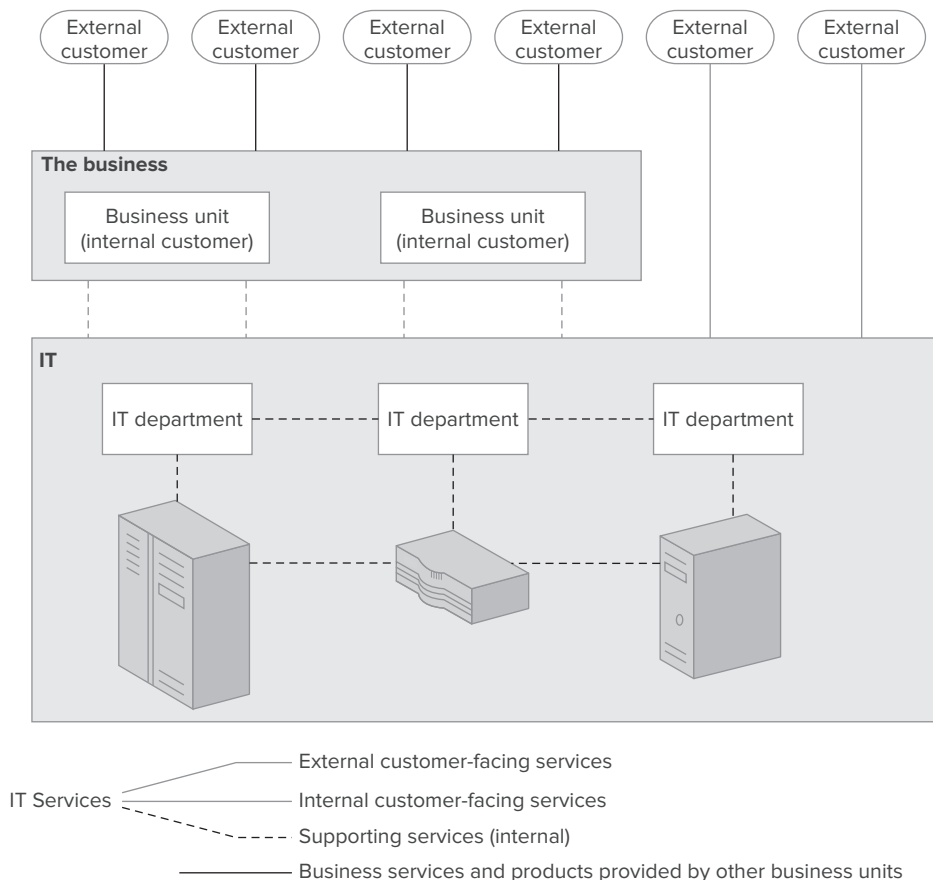 External
customer
External
customer
External
customer
External
customer
External
customer
External
customer
The business
Business unit
(internal customer)
Business unit
(internal customer)
IT
IT department
IT department
IT department
IT Services
External customer-facing services
Internal customer-facing services
Supporting services (internal)
Business services and products provided by other business units